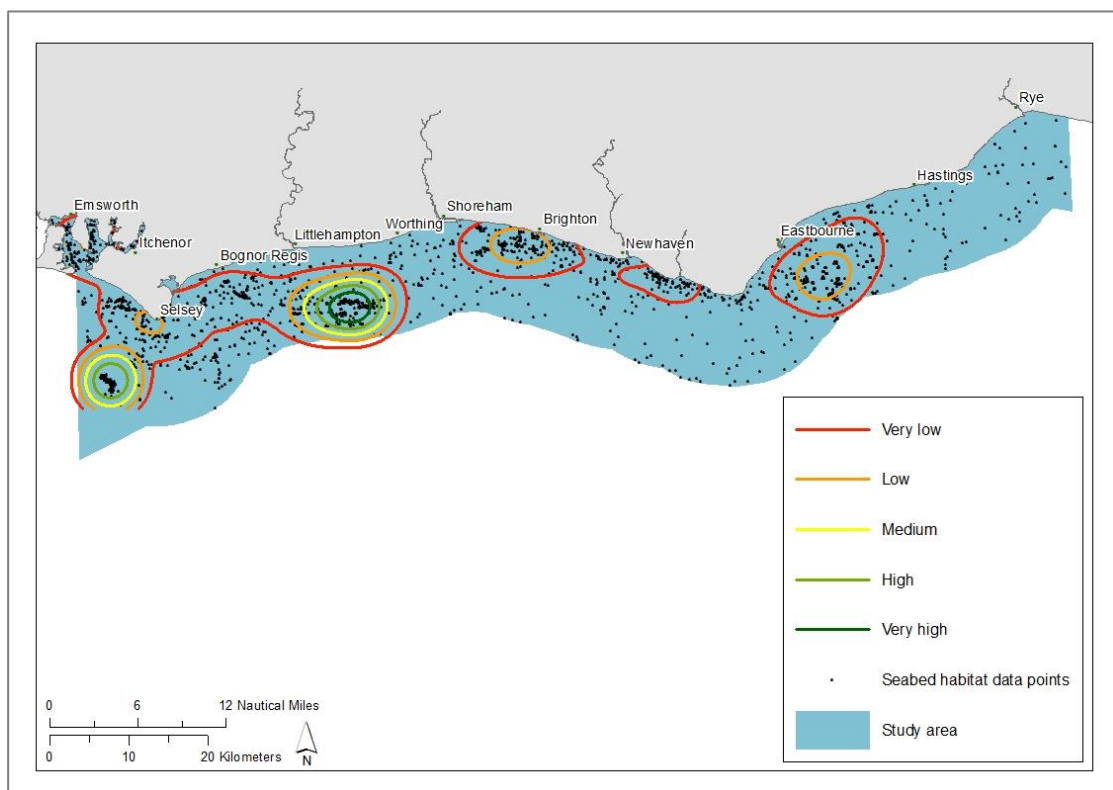 Rye
Hastings
Emsworth
Itchenor
Shoreham
Brighton
Worthing
Littlehampton
Newhaven
Eastbourne
Bognor Regis
Selsey
Very low
Low
Medium
High
Very high
Seabed habitat data points
Study area
0 6 12 Nautical Miles
0 10 20 Kilometers
N